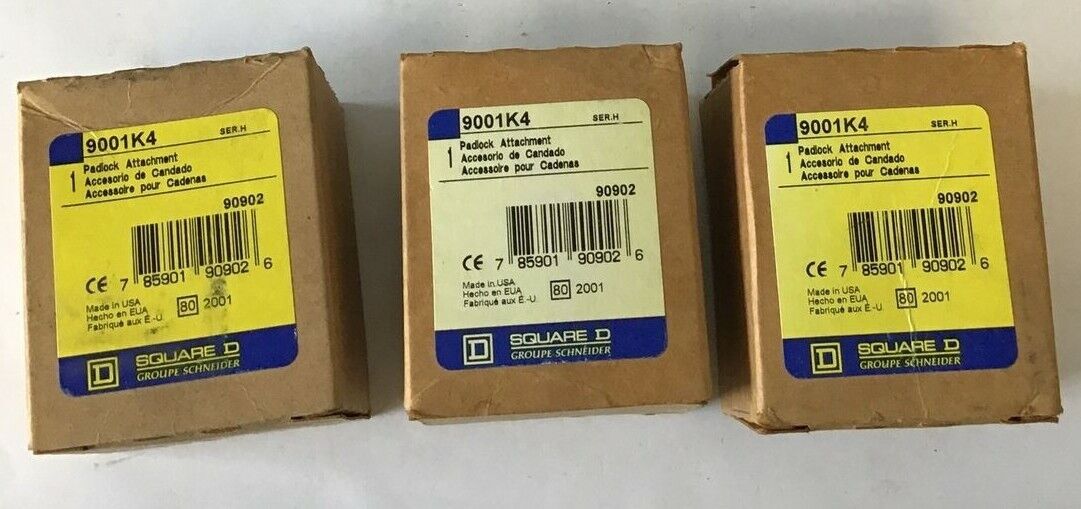 9001K4 SER.H
1 Padlock Attachment
Accesorio de Candado
Accessoire pour Cadenas
90902
CE 7 85901 90902 6
Made in USA
Hecho en EUA
Fabriqué aux É.-U.
80 2001
D SQUARE D
GROUPE SCHNEIDER
9001K4 SER.H
1 Padlock Attachment
Accesorio de Candado
Accessoire pour Cadenas
90902
CE 7 85901 90902 6
Made in USA
Hecho en EUA
Fabriqué aux É.-U.
80 2001
D SQUARE D
GROUPE SCHNEIDER
9001K4 SER.H
1 Padlock Attachment
Accesorio de Candado
Accessoire pour Cadenas
90902
CE 7 85901 90902 6
Made in USA
Hecho en EUA
Fabriqué aux É.-U.
80 2001
D SQUARE D
GROUPE SCHNEIDER